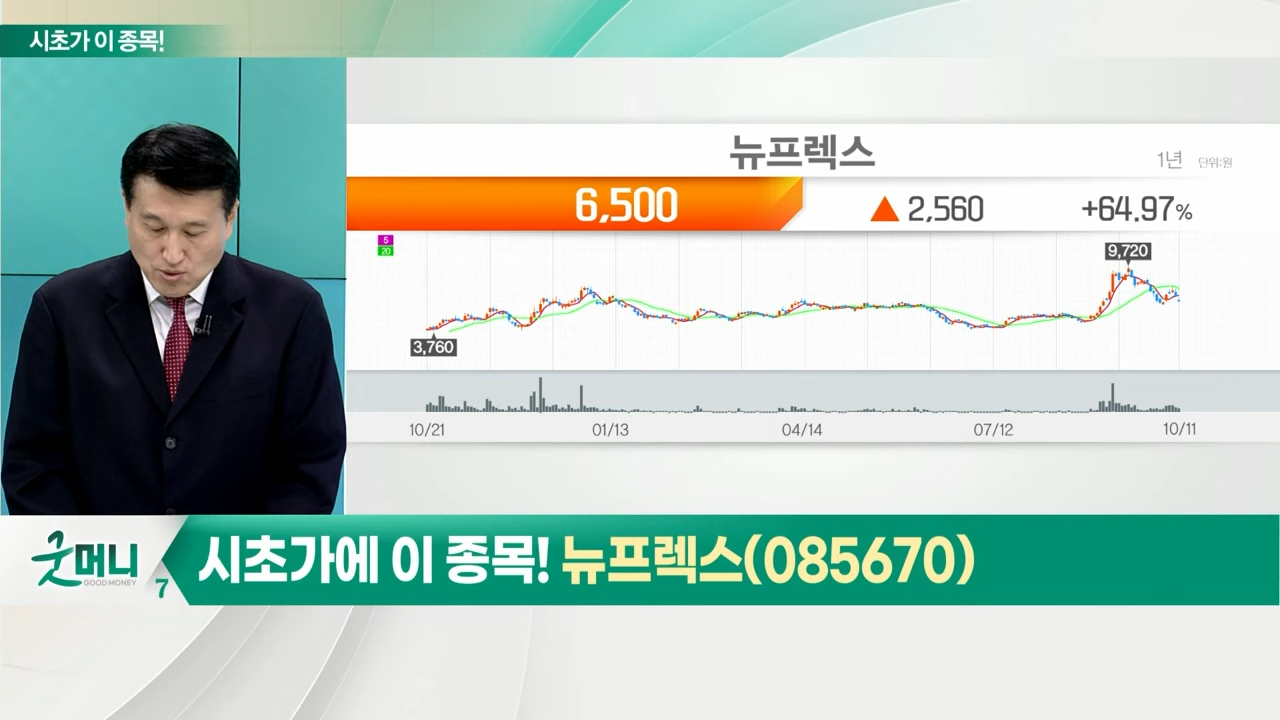 시초가 이 종목!
뉴프렉스
1년 단위:원
6,500 ▲ 2,560 +64.97%
5
20
9,720
3,760
10/21 01/13 04/14 07/12 10/11
굿머니
GOOD MONEY
7
시초가에 이 종목! 뉴프렉스(085670)